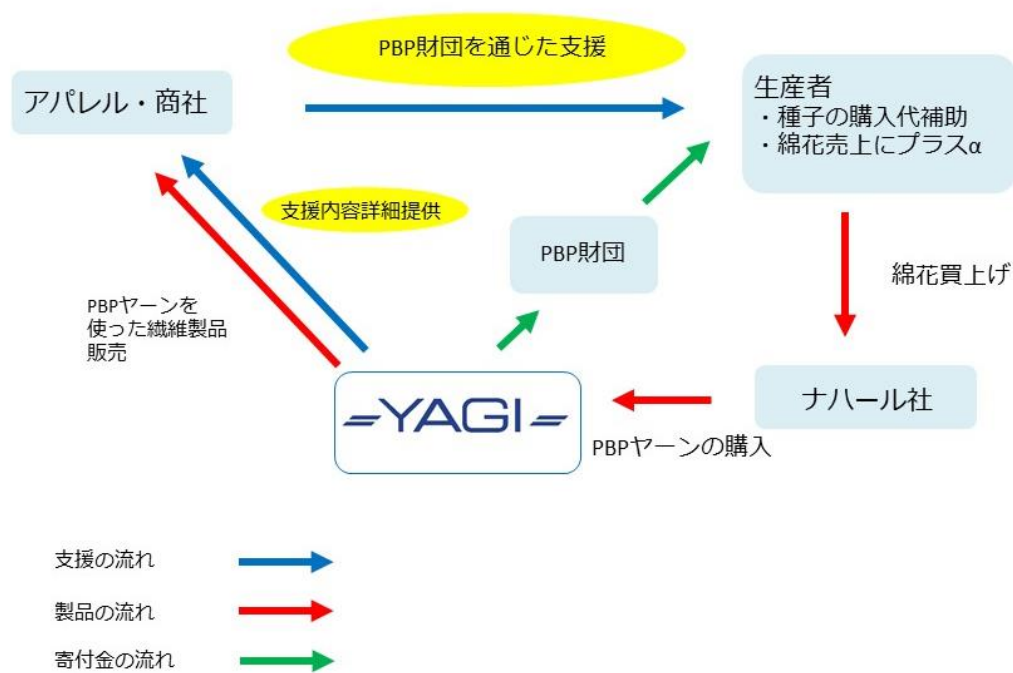 PBP財団を通じた支援
アパレル・商社
生産者
・種子の購入代補助
・綿花売上にプラスα
支援内容詳細提供
PBP財団
綿花買上げ
PBPヤーンを
使った繊維製品
販売
YAGI
ナハール社
PBPヤーンの購入
支援の流れ
製品の流れ
寄付金の流れ